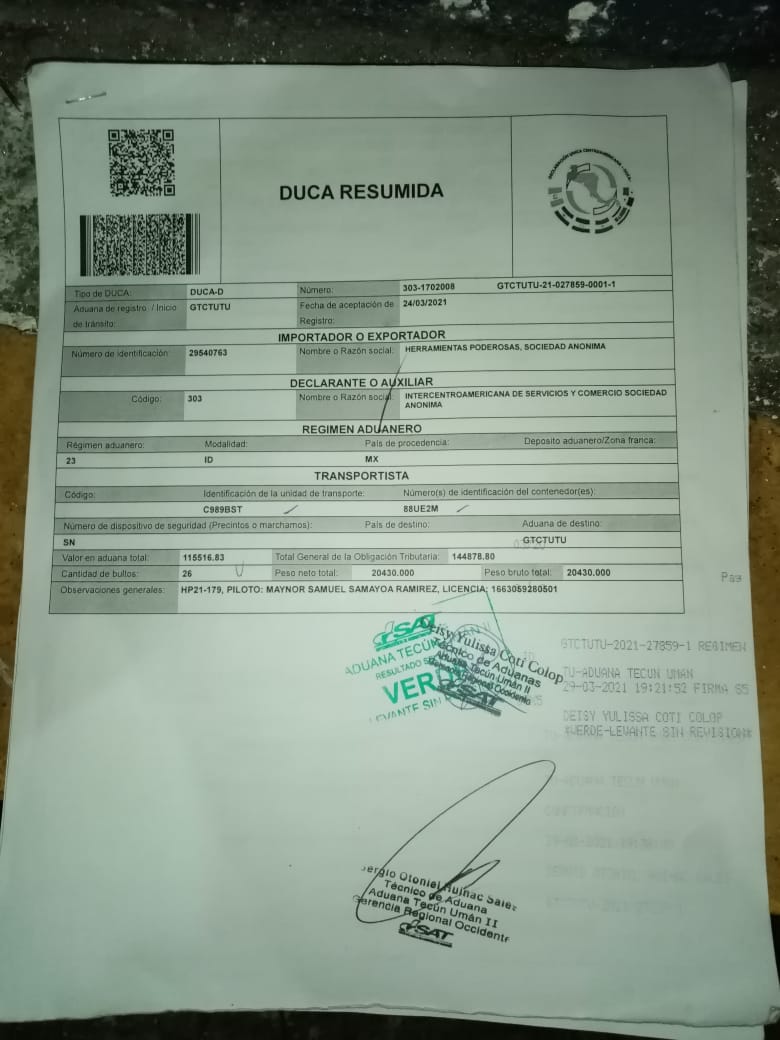 DUCA RESUMIDA
Tipo de DUCA: DUCA-D Número: 303-1702008 GTCTUTU-21-027859-0001-1
Aduana de registro / Inicio de tránsito: GTCTUTU Fecha de aceptación de Registro: 24/03/2021
IMPORTADOR O EXPORTADOR
Número de identificación: 29540763 Nombre o Razón social: HERRAMIENTAS PODEROSAS, SOCIEDAD ANONIMA
DECLARANTE O AUXILIAR
Código: 303 Nombre o Razón social: INTERCENTROAMERICANA DE SERVICIOS Y COMERCIO SOCIEDAD ANONIMA
REGIMEN ADUANERO
Régimen aduanero: Modalidad: País de procedencia: Deposito aduanero/Zona franca:
23 ID MX
TRANSPORTISTA
Código: Identificación de la unidad de transporte: Número(s) de identificación del contenedor(es):
C989BST 88UE2M
Número de dispositivo de seguridad (Precintos o marchamos): País de destino: Aduana de destino:
SN GTCTUTU
Valor en aduana total: 115516.83 Total General de la Obligación Tributaria: 144878.80
Cantidad de bultos: 26 Peso neto total: 20430.000 Peso bruto total: 20430.000
Observaciones generales: HP21-179, PILOTO: MAYNOR SAMUEL SAMAYOA RAMIREZ, LICENCIA: 1663059280501
SAT
ADUANA TECÚN
RESULTADO
VER
LEVANTE SIN
Deisy Yulissa Coti Colop
Técnico de Aduanas
Aduana Tecún Umán II
Gerencia Regional Occidente
SAT
GTCTUTU-2021-27859-1 REGIMEN
TU-ADUANA TECUN UMAN
29-03-2021 19:21:52 FIRMA
DEISY YULISSA COTI COLOP
*VERDE-LEVANTE SIN REVISION*
Sergio Otoniel
Técnico de Aduana
Aduana Tecún Umán II
Gerencia Regional Occidente
SAT